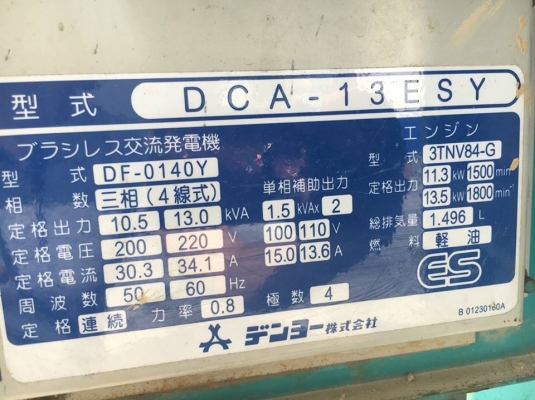 型式 DCA-13ESY
ブラシレス交流発電機
型式 DF-0140Y
相数 三相(4線式)
定格出力 10.5 13.0 kVA
定格電圧 200 220 V
定格電流 30.3 34.1 A
周波数 50 60 Hz
定格 連続 力率 0.8 極数 4
単相補助出力
1.5 kVAx 2
100 110 V
15.0 13.6 A
エンジン
型式 3TNV84-G
定格出力 11.3 kW 1500 min⁻¹
13.5 kW 1800 min⁻¹
総排気量 1.496 L
燃料 軽油
ES
デンヨー株式会社
B 01230160A